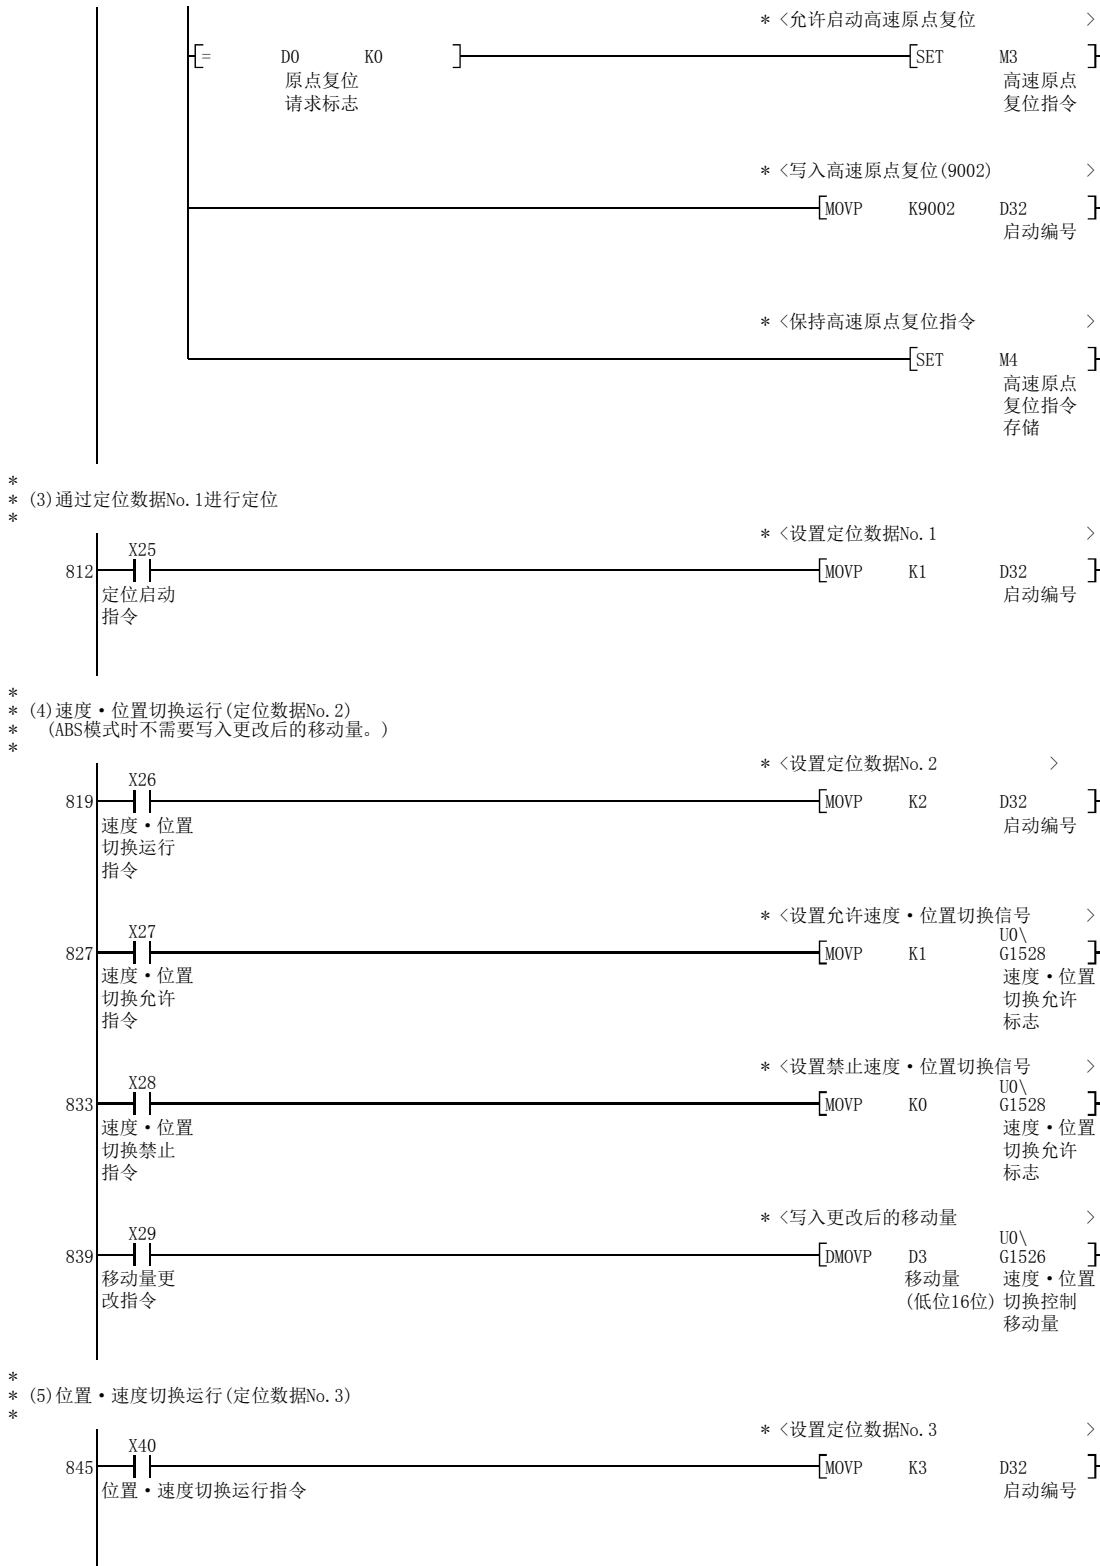 * <允许启动高速原点复位 >
[= D0 K0 ] [SET M3 ]
原点复位 高速原点
请求标志 复位指令
* <写入高速原点复位(9002) >
[MOVP K9002 D32 ]
启动编号
* <保持高速原点复位指令 >
[SET M4 ]
高速原点
复位指令
存储
*
* (3)通过定位数据No.1进行定位
*
* <设置定位数据No.1 >
X25
812 [MOVP K1 D32 ]
定位启动 启动编号
指令
*
* (4)速度·位置切换运行(定位数据No.2)
* (ABS模式时不需要写入更改后的移动量。)
*
* <设置定位数据No.2 >
X26
819 [MOVP K2 D32 ]
速度·位置 启动编号
切换运行
指令
* <设置允许速度·位置切换信号 >
X27 U0\
827 [MOVP K1 G1528 ]
速度·位置 速度·位置
切换允许 切换允许
指令 标志
* <设置禁止速度·位置切换信号 >
X28 U0\
833 [MOVP K0 G1528 ]
速度·位置 速度·位置
切换禁止 切换允许
指令 标志
* <写入更改后的移动量 >
X29 U0\
839 [DMOVP D3 G1526 ]
移动量更 移动量 速度·位置
改指令 (低位16位) 切换控制
移动量
*
* (5)位置·速度切换运行(定位数据No.3)
*
* <设置定位数据No.3 >
X40
845 [MOVP K3 D32 ]
位置·速度切换运行指令 启动编号